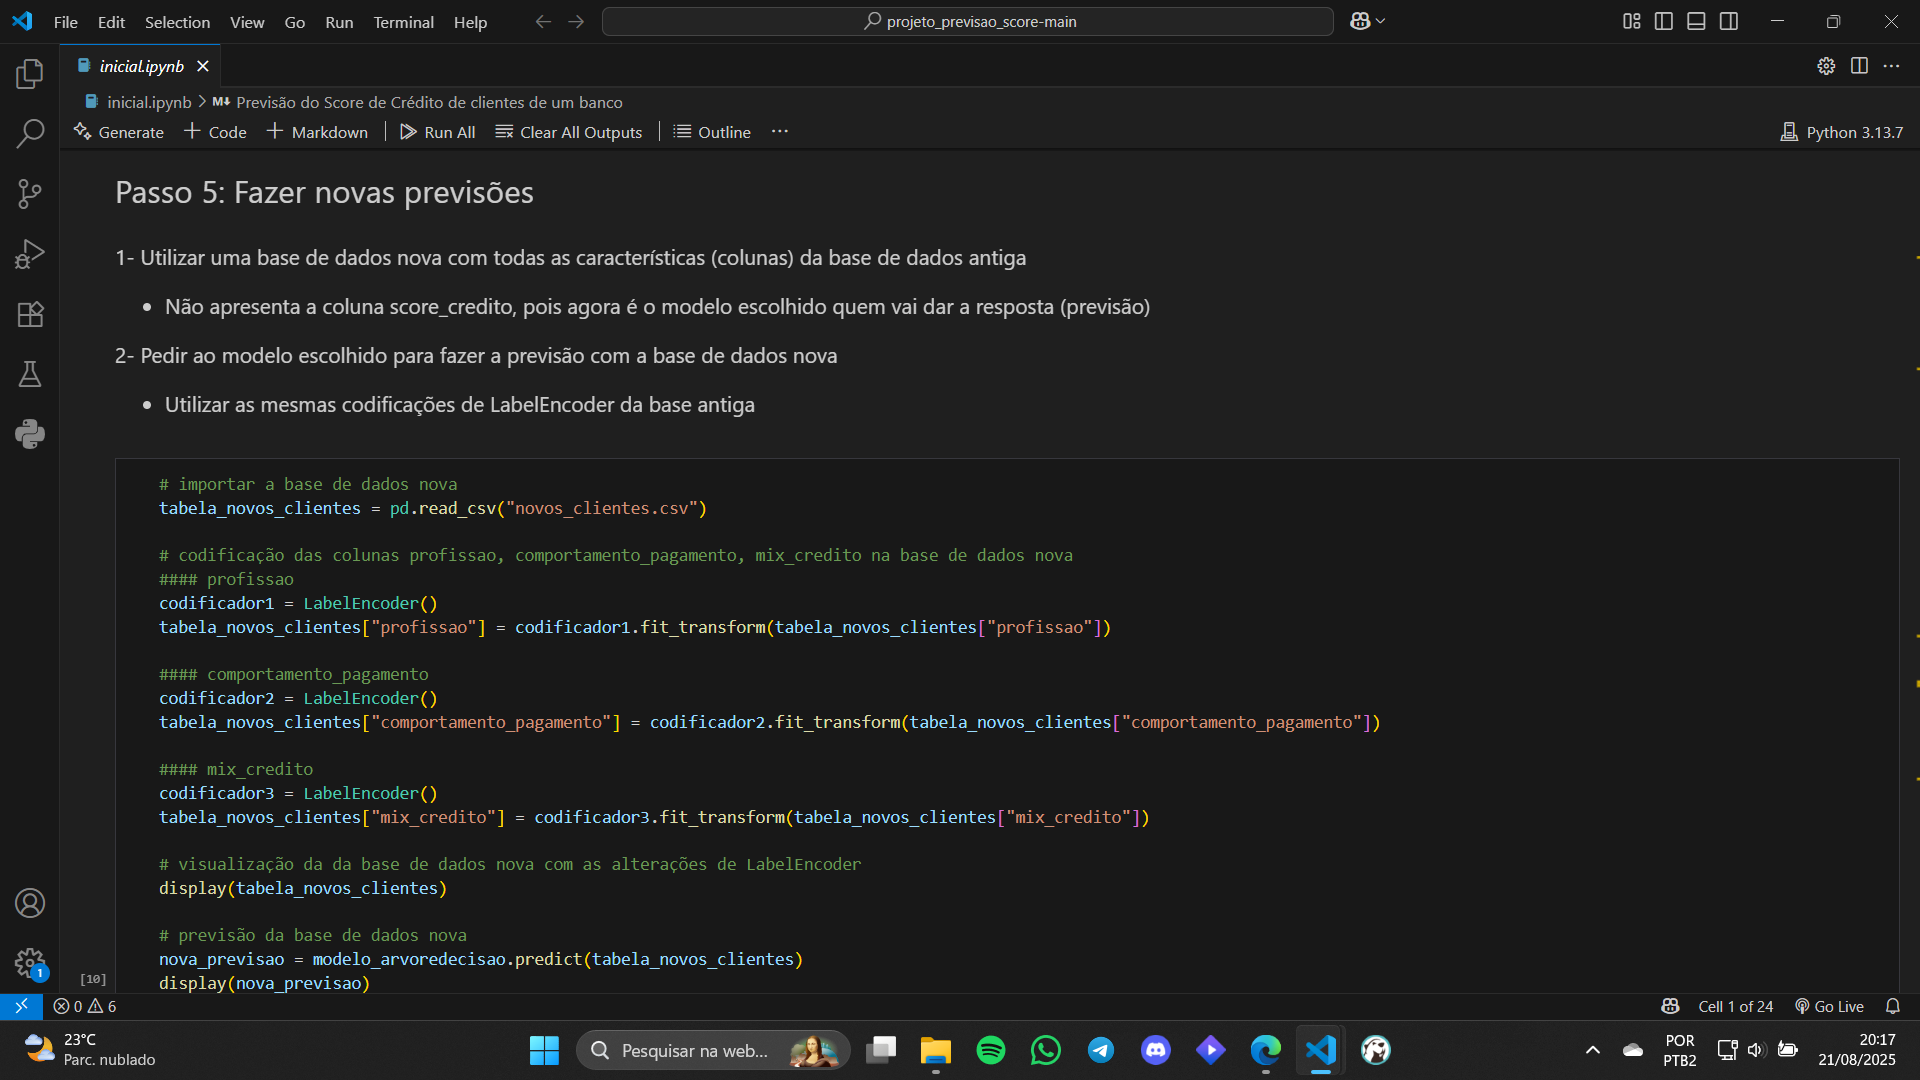 File Edit Selection View Go Run Terminal Help
projeto_previsao_score-main
inicial.ipynb
inicial.ipynb > M↓ Previsão do Score de Crédito de clientes de um banco
Generate + Code + Markdown Run All Clear All Outputs Outline ...
Python 3.13.7
Passo 5: Fazer novas previsões
1- Utilizar uma base de dados nova com todas as características (colunas) da base de dados antiga
• Não apresenta a coluna score_credito, pois agora é o modelo escolhido quem vai dar a resposta (previsão)
2- Pedir ao modelo escolhido para fazer a previsão com a base de dados nova
• Utilizar as mesmas codificações de LabelEncoder da base antiga
# importar a base de dados nova
tabela_novos_clientes = pd.read_csv("novos_clientes.csv")
# codificação das colunas profissao, comportamento_pagamento, mix_credito na base de dados nova
#### profissao
codificador1 = LabelEncoder()
tabela_novos_clientes["profissao"] = codificador1.fit_transform(tabela_novos_clientes["profissao"])
#### comportamento_pagamento
codificador2 = LabelEncoder()
tabela_novos_clientes["comportamento_pagamento"] = codificador2.fit_transform(tabela_novos_clientes["comportamento_pagamento"])
#### mix_credito
codificador3 = LabelEncoder()
tabela_novos_clientes["mix_credito"] = codificador3.fit_transform(tabela_novos_clientes["mix_credito"])
# visualização da da base de dados nova com as alterações de LabelEncoder
display(tabela_novos_clientes)
# previsão da base de dados nova
nova_previsao = modelo_arvoredecisao.predict(tabela_novos_clientes)
display(nova_previsao)
[10]
1
0 6
Cell 1 of 24 Go Live
23°C
Parc. nublado
Pesquisar na web...
POR
PTB2
20:17
21/08/2025